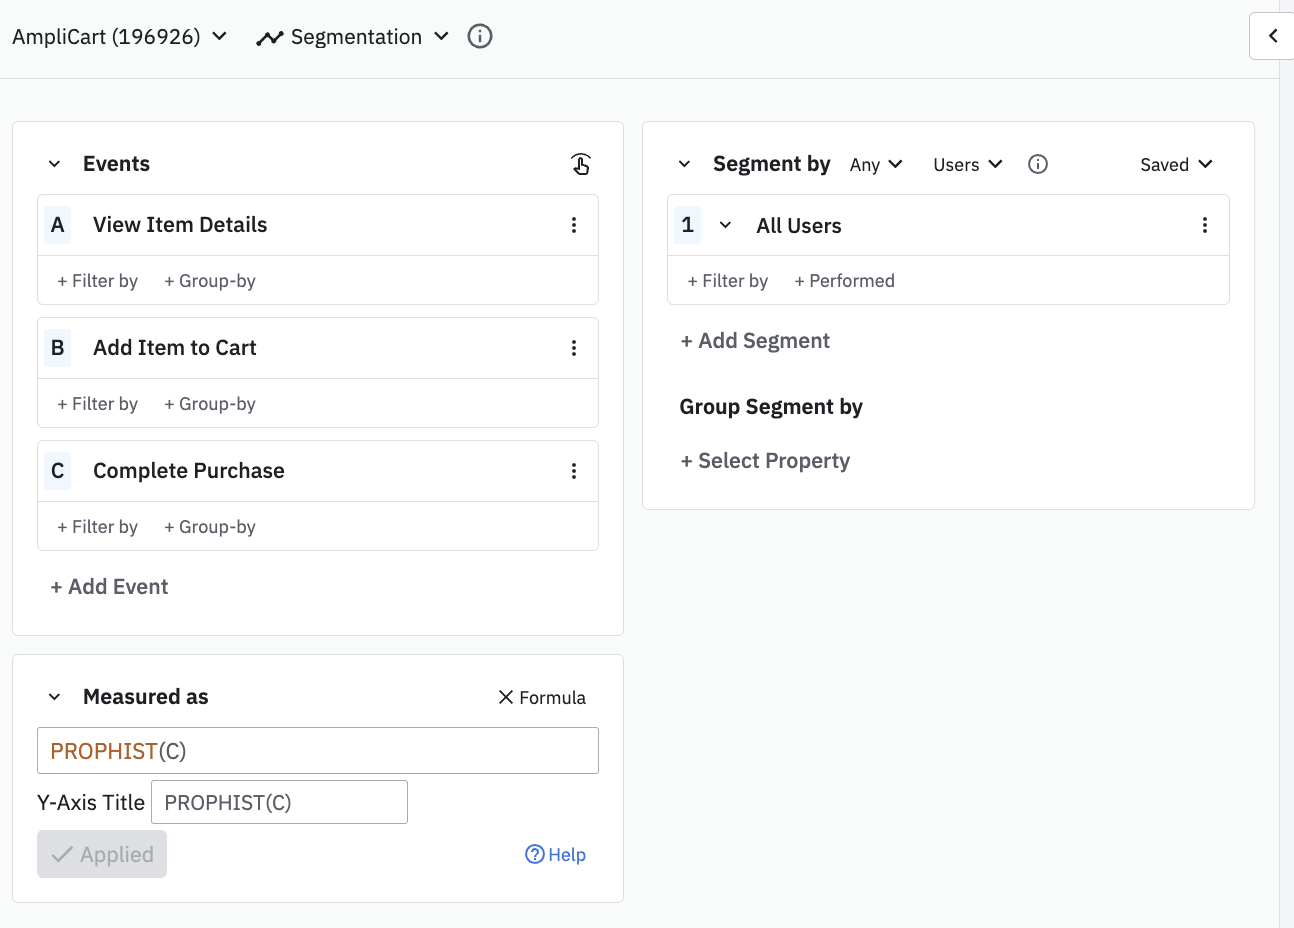 AmpliCart (196926) Segmentation
Events
A View Item Details
+ Filter by + Group-by
B Add Item to Cart
+ Filter by + Group-by
C Complete Purchase
+ Filter by + Group-by
+ Add Event
Measured as Formula
PROPHIST(C)
Y-Axis Title PROPHIST(C)
Applied Help
Segment by Any Users Saved
1 All Users
+ Filter by + Performed
+ Add Segment
Group Segment by
+ Select Property